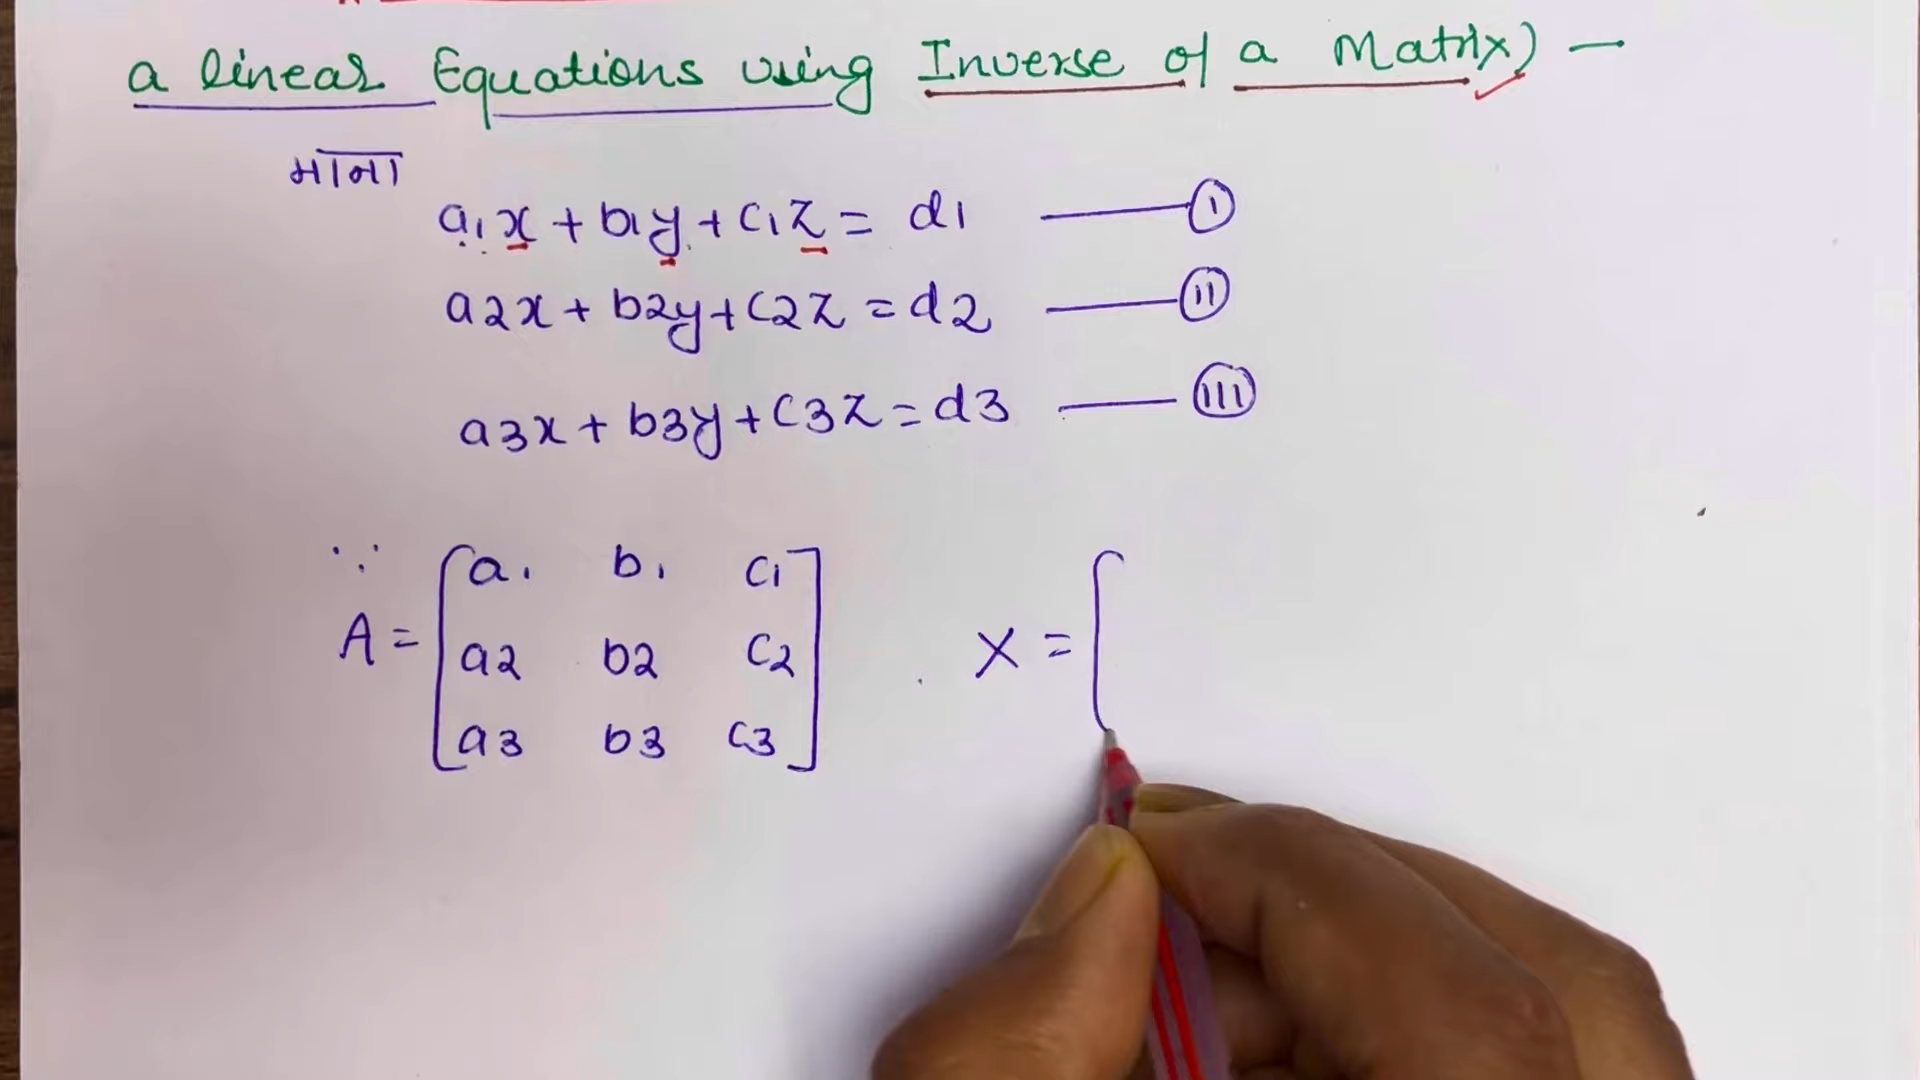 a linear Equations using Inverse of a Matrix) —
माना
a1x + b1y + c1z = d1 —— (I)
a2x + b2y + c2z = d2 —— (II)
a3x + b3y + c3z = d3 —— (III)
∵
a1 b1 c1
A = [a2 b2 c2] X = [
a3 b3 c3